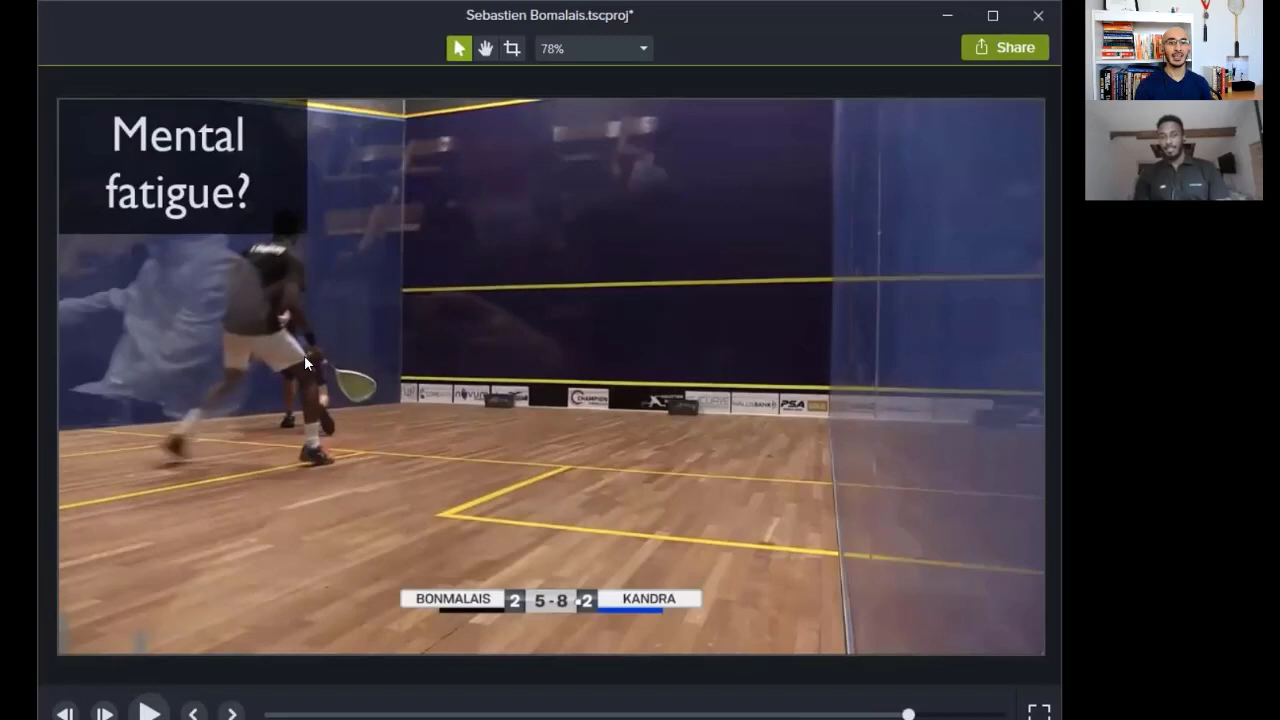 Sebastien Bomalais.tscproj*
78%
Share
Mental
fatigue?
CHAMPION
PSA
BONMALAIS 2 5 - 8 2 KANDRA